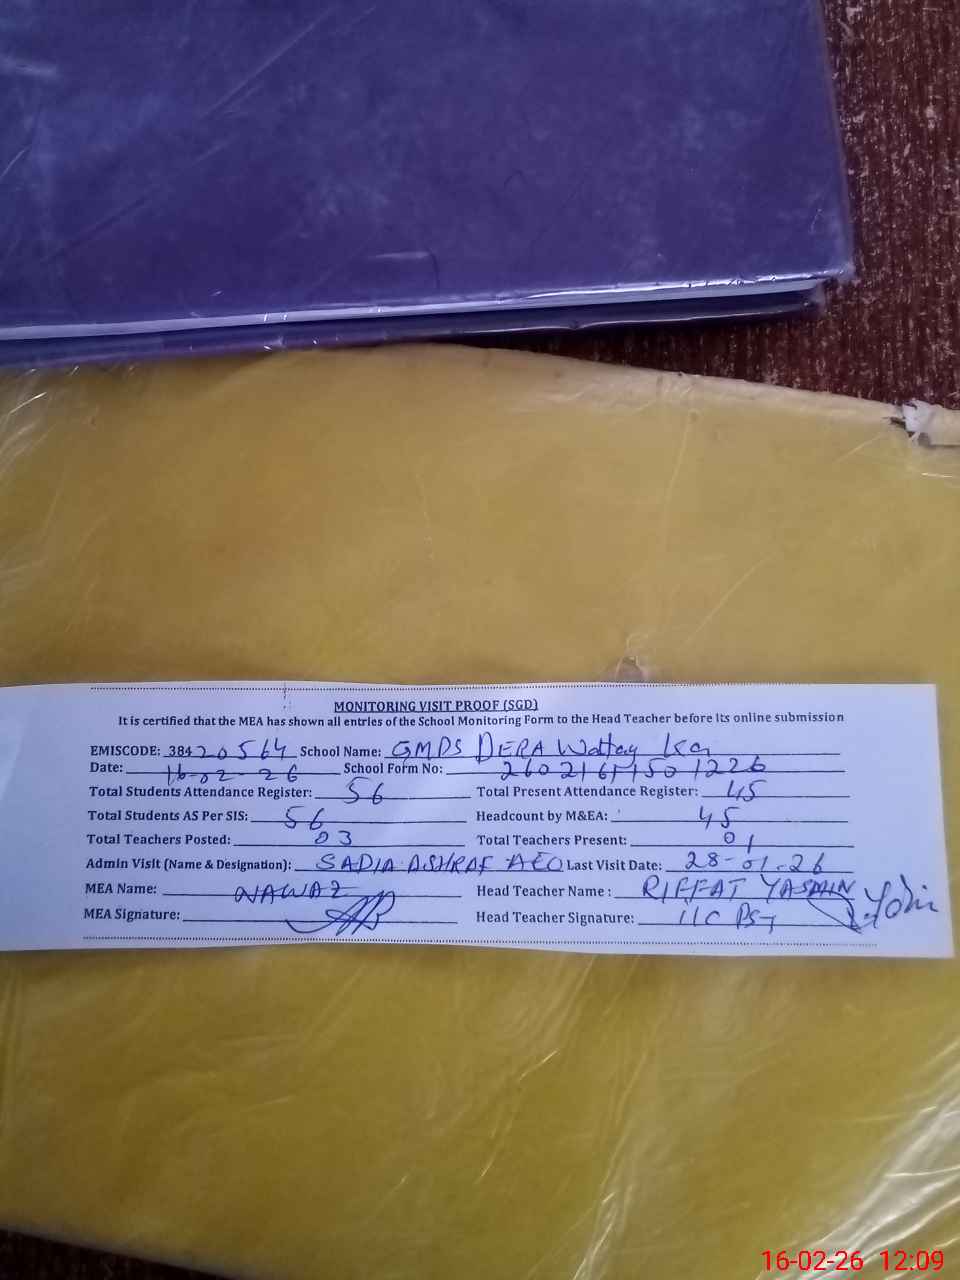 MONITORING VISIT PROOF (SGD)
It is certified that the MEA has shown all entries of the School Monitoring Form to the Head Teacher before its online submission
EMISCODE: 38420564 School Name: GMPS DERA Wattay Ka
Date: 16-02-26 School Form No:
Total Students Attendance Register: 56 Total Present Attendance Register: 45
Total Students AS Per SIS: 56 Headcount by M&EA: 45
Total Teachers Posted: 03 Total Teachers Present: 01
Admin Visit (Name & Designation): SADIA ASHRAF AEO Last Visit Date: 28-01-26
MEA Name: NAWAZ Head Teacher Name : RIFFAT YASMIN
MEA Signature: Head Teacher Signature: I/C PST
16-02-26 12:09